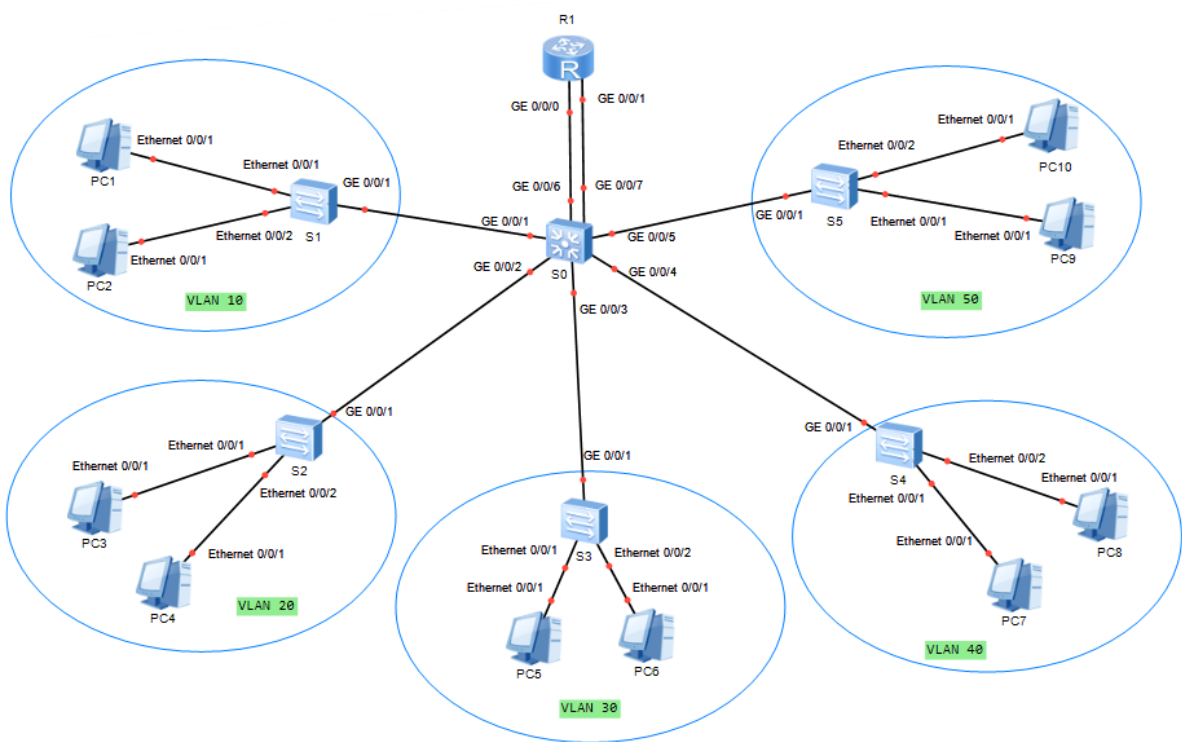 R1
GE 0/0/0
GE 0/0/1
GE 0/0/6
GE 0/0/7
Ethernet 0/0/1
PC1
Ethernet 0/0/1
GE 0/0/1
Ethernet 0/0/2
S1
Ethernet 0/0/1
PC2
VLAN 10
GE 0/0/1
GE 0/0/5
S0
GE 0/0/2
GE 0/0/4
GE 0/0/3
Ethernet 0/0/1
Ethernet 0/0/2
PC10
GE 0/0/1
S5
Ethernet 0/0/1
Ethernet 0/0/1
PC9
VLAN 50
GE 0/0/1
Ethernet 0/0/1
S2
Ethernet 0/0/1
Ethernet 0/0/2
PC3
Ethernet 0/0/1
PC4
VLAN 20
GE 0/0/1
S3
Ethernet 0/0/1
Ethernet 0/0/2
Ethernet 0/0/1
Ethernet 0/0/1
PC5
PC6
VLAN 30
GE 0/0/1
Ethernet 0/0/2
S4
Ethernet 0/0/1
Ethernet 0/0/1
Ethernet 0/0/1
PC8
PC7
VLAN 40